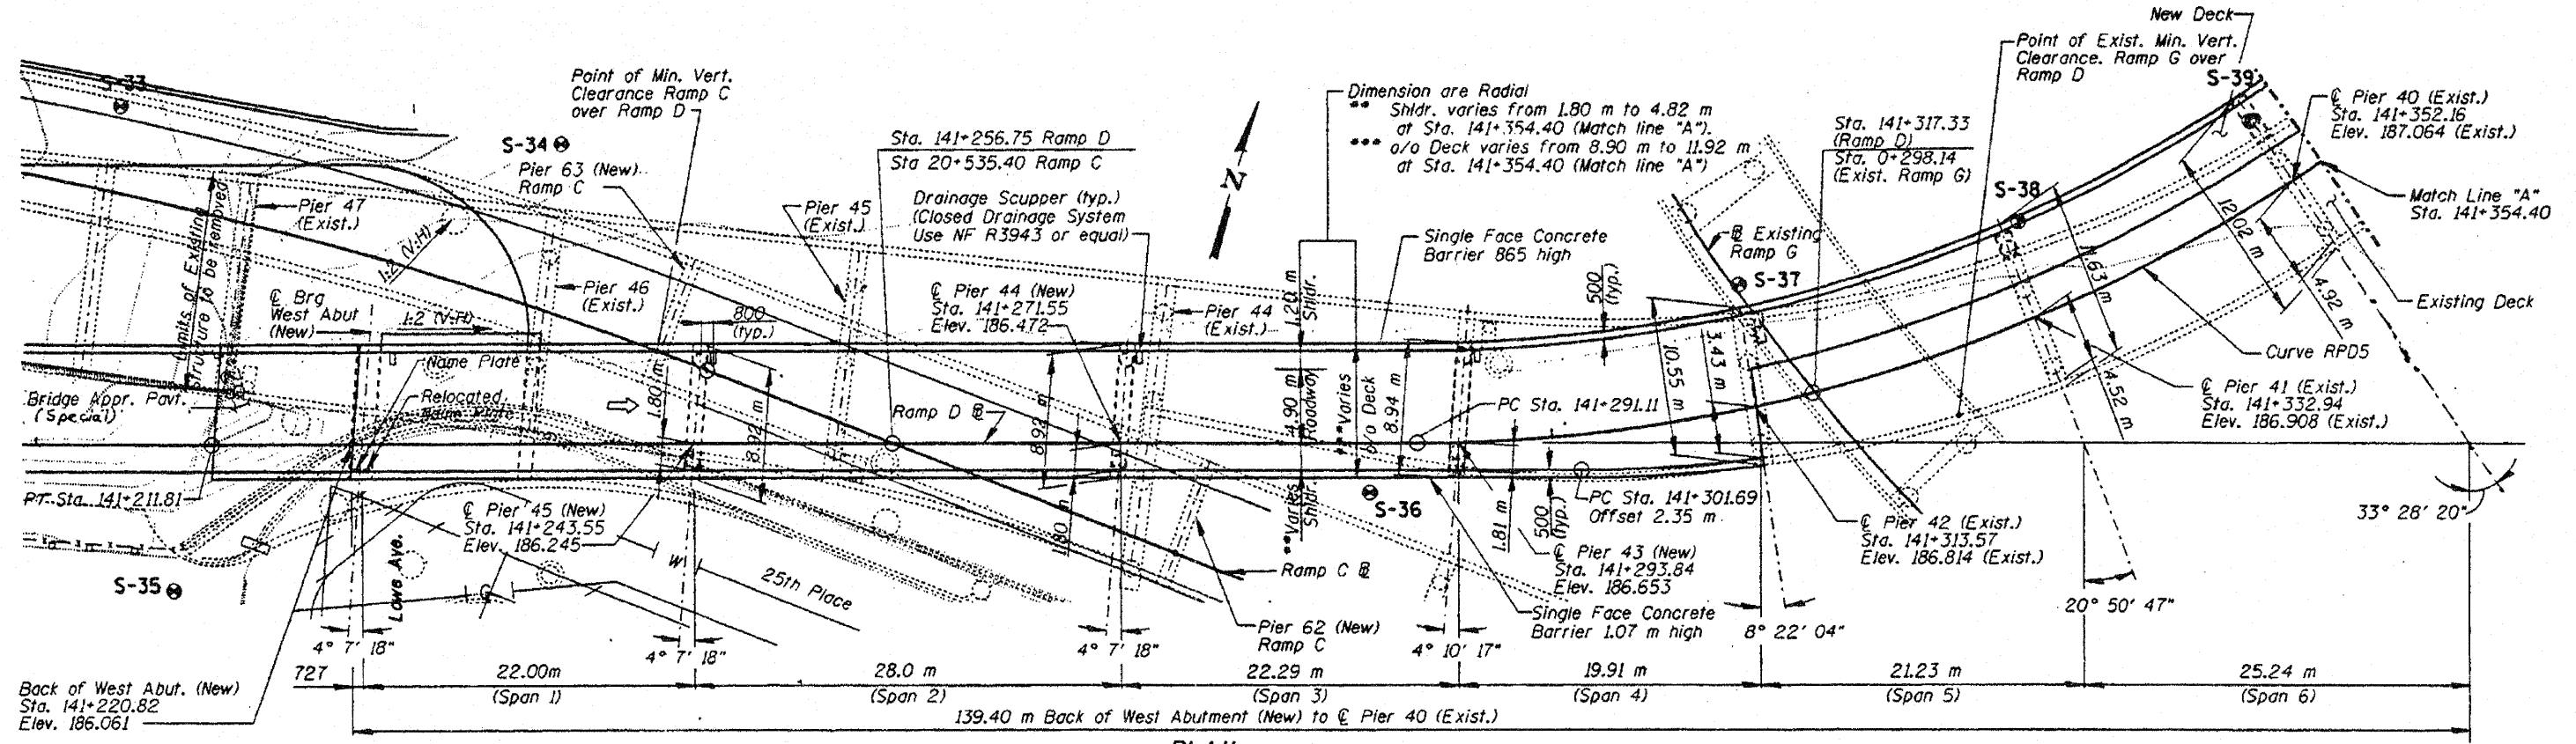 New Deck
Point of Exist. Min. Vert.
Clearance. Ramp G over
Ramp D
S-39
℄ Pier 40 (Exist.)
Sta. 141+352.16
Elev. 187.064 (Exist.)
S-33
Point of Min. Vert.
Clearance Ramp C
over Ramp D
Dimension are Radial
** Shldr. varies from 1.80 m to 4.82 m
at Sta. 141+354.40 (Match line "A").
*** o/o Deck varies from 8.90 m to 11.92 m
at Sta. 141+354.40 (Match line "A")
Sta. 141+317.33
(Ramp D)
Sta. 0+298.14
(Exist. Ramp G)
S-34
Pier 63 (New)
Ramp C
Sta. 141+256.75 Ramp D
Sta 20+535.40 Ramp C
N
S-38
Match Line "A"
Sta. 141+354.40
Pier 47
(Exist.)
Pier 45
(Exist.)
Drainage Scupper (typ.)
(Closed Drainage System
Use NF R3943 or equal)
Single Face Concrete
Barrier 865 high
Existing
Ramp G
12.02 m
Limits of Existing
Structure to be removed
1:2 (V:H)
S-37
1.63 m
4.92 m
Existing Deck
℄ Brg
West Abut
(New)
1:2 (V:H)
Pier 46
(Exist.)
800
(typ.)
℄ Pier 44 (New)
Sta. 141+271.55
Elev. 186.472
Pier 44
(Exist.)
1.20 m
Shldr.
500
(typ.)
Name Plate
Curve RPD5
Bridge Appr. Pavt.
(Special)
Relocated
Name Plate
1.80 m
8.92 m
Ramp D
8.92 m
4.90 m
Roadway
***Varies
o/o Deck
8.94 m
PC Sta. 141+291.11
10.55 m
3.43 m
4.52 m
℄ Pier 41 (Exist.)
Sta. 141+332.94
Elev. 186.908 (Exist.)
PT Sta. 141+211.81
℄ Pier 45 (New)
Sta. 141+243.55
Elev. 186.245
1.80 m
**Varies
Shldr.
S-36
1.81 m
500
(typ.)
PC Sta. 141+301.69
Offset 2.35 m
℄ Pier 42 (Exist.)
Sta. 141+313.57
Elev. 186.814 (Exist.)
33° 28' 20"
S-35
Lowe Ave.
W
G
25th Place
Ramp C
℄ Pier 43 (New)
Sta. 141+293.84
Elev. 186.653
Pier 62 (New)
Ramp C
Single Face Concrete
Barrier 1.07 m high
4° 7' 18"
4° 7' 18"
4° 7' 18"
4° 10' 17"
8° 22' 04"
20° 50' 47"
727
22.00m
(Span 1)
28.0 m
(Span 2)
22.29 m
(Span 3)
19.91 m
(Span 4)
21.23 m
(Span 5)
25.24 m
(Span 6)
Back of West Abut. (New)
Sta. 141+220.82
Elev. 186.061
139.40 m Back of West Abutment (New) to ℄ Pier 40 (Exist.)